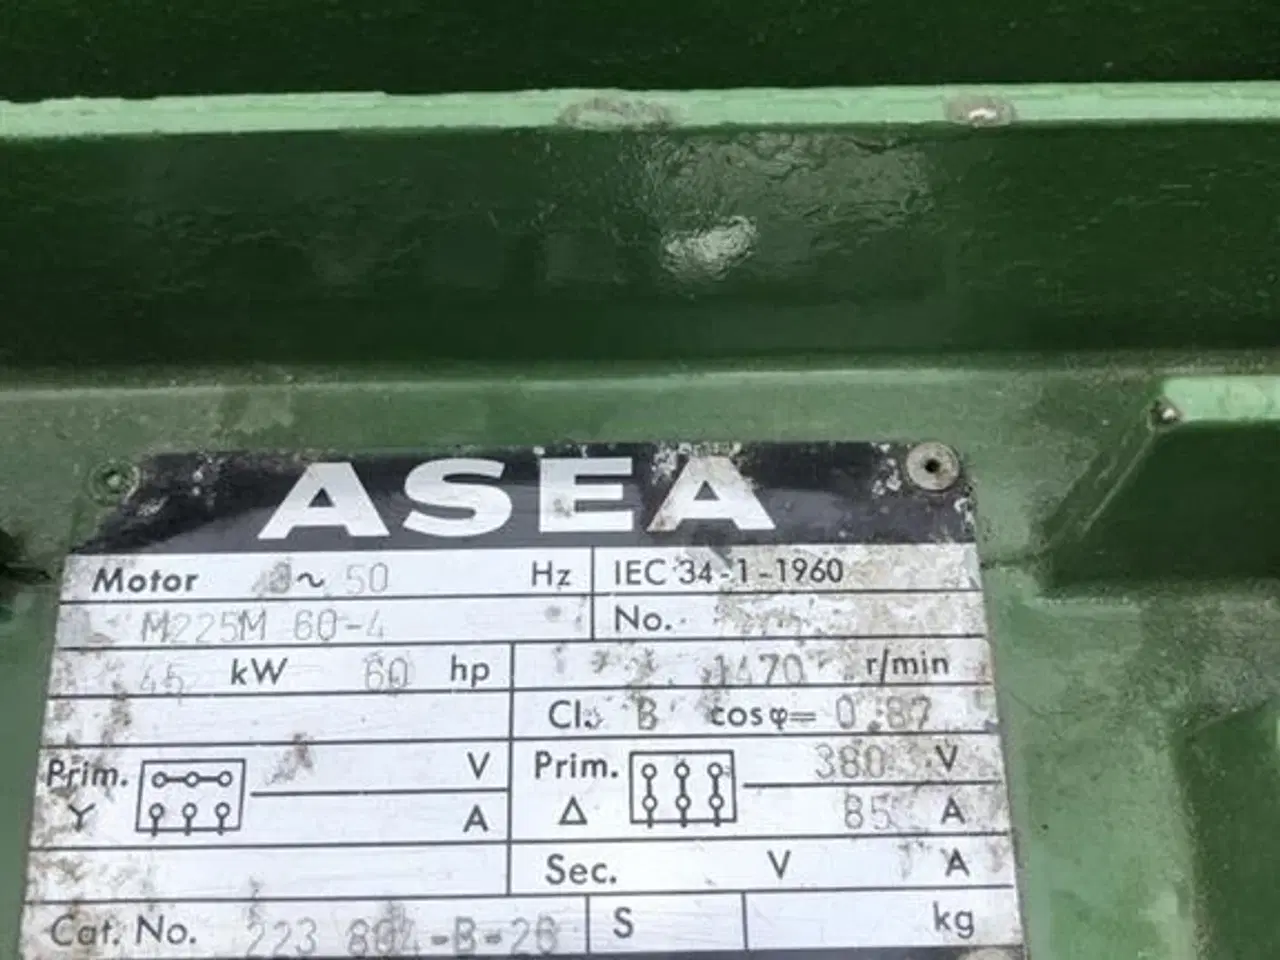 ASEA
Motor 3~ 50 Hz IEC 34-1-1960
M225M 60-4 No.
45 kW 60 hp 1470 r/min
Cl. B cosφ= 0.87
Prim. V Prim. 380 V
Y A Δ 85 A
Sec. V A
Cat. No. 223 804-B-26 S kg